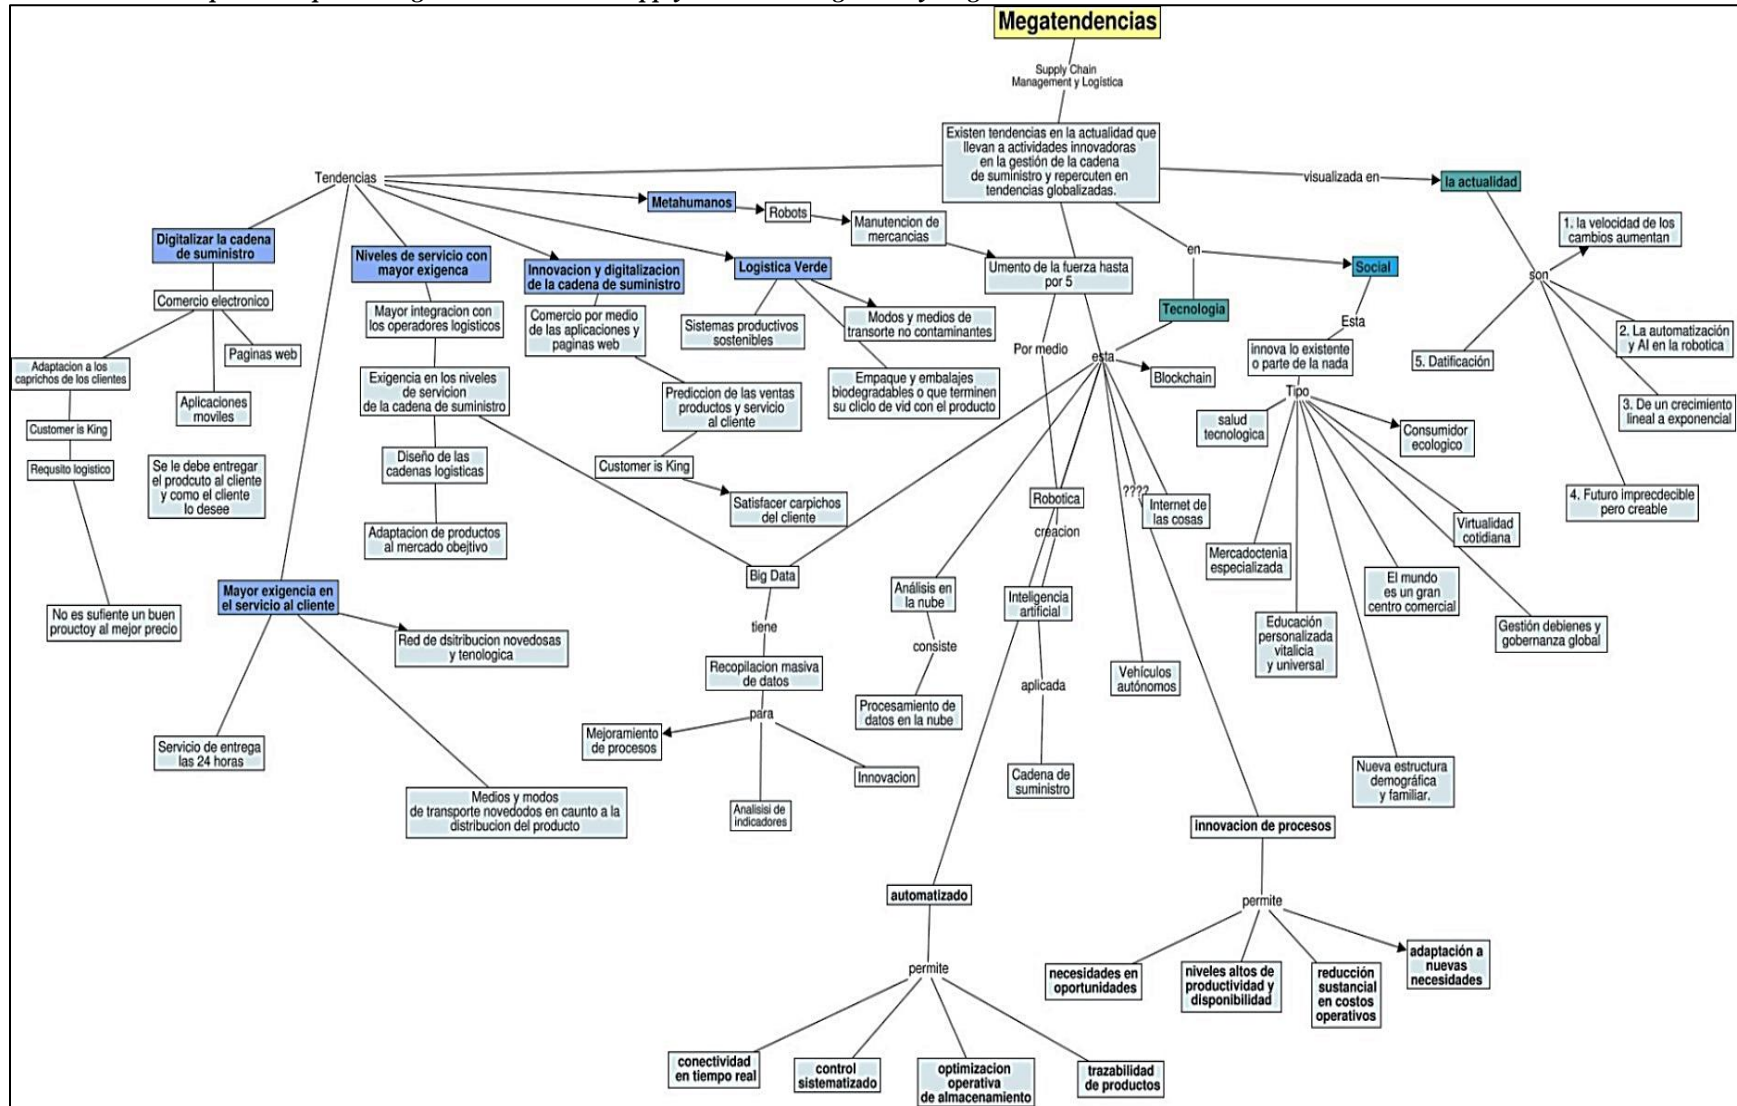 Megatendencias
Supply Chain
Management y Logística
Existen tendencias en la actualidad que
llevan a actividades innovadoras
en la gestión de la cadena
de suministro y repercuten en
tendencias globalizadas.
Tendencias
visualizada en
la actualidad
Metahumanos
Robots
Manutencion de
mercancias
Umento de la fuerza hasta
por 5
en
Social
Tecnologia
1. la velocidad de los
cambios aumentan
son
2. La automatización
y AI en la robotica
3. De un crecimiento
lineal a exponencial
4. Futuro imprecdecible
pero creable
5. Datificación
Digitalizar la cadena
de suministro
Comercio electronico
Paginas web
Aplicaciones
moviles
Adaptacion a los
caprichos de los clientes
Customer is King
Requsito logistico
Se le debe entregar
el prodcuto al cliente
y como el cliente
lo desee
No es sufiente un buen
prouctoy al mejor precio
Niveles de servicio con
mayor exigenca
Mayor integracion con
los operadores logisticos
Exigencia en los niveles
de servicion
de la cadena de suministro
Diseño de las
cadenas logisticas
Adaptacion de productos
al mercado obejtivo
Innovacion y digitalizacion
de la cadena de suministro
Comercio por medio
de las aplicaciones y
paginas web
Predicion de las ventas
productos y servicio
al cliente
Customer is King
Satisfacer carpichos
del cliente
Logistica Verde
Sistemas productivos
sostenibles
Modos y medios de
transorte no contaminantes
Empaque y embalajes
biodegradables o que terminen
su cliclo de vid con el producto
Mayor exigencia en
el servicio al cliente
Red de dsitribucion novedosas
y tenologica
Servicio de entrega
las 24 horas
Medios y modos
de transporte novedodos en caunto a la
distribucion del producto
Por medio
esta
Blockchain
Robotica
creacion
????
Internet de
las cosas
Big Data
tiene
Recopilacion masiva
de datos
para
Mejoramiento
de procesos
Analisisi de
indicadores
Innovacion
Análisis en
la nube
consiste
Procesamiento de
datos en la nube
Inteligencia
artificial
aplicada
Cadena de
suministro
Vehículos
autónomos
Esta
innova lo existente
o parte de la nada
Tipo
salud
tecnologica
Consumidor
ecologico
Virtualidad
cotidiana
Mercadoctenia
especializada
El mundo
es un gran
centro comercial
Educación
personalizada
vitalicia
y universal
Gestión debienes y
gobernanza global
Nueva estructura
demográfica
y familiar.
innovacion de procesos
permite
necesidades en
oportunidades
niveles altos de
productividad y
disponibilidad
reducción
sustancial
en costos
operativos
adaptación a
nuevas
necesidades
automatizado
permite
conectividad
en tiempo real
control
sistematizado
optimizacion
operativa
de almacenamiento
trazabilidad
de productos